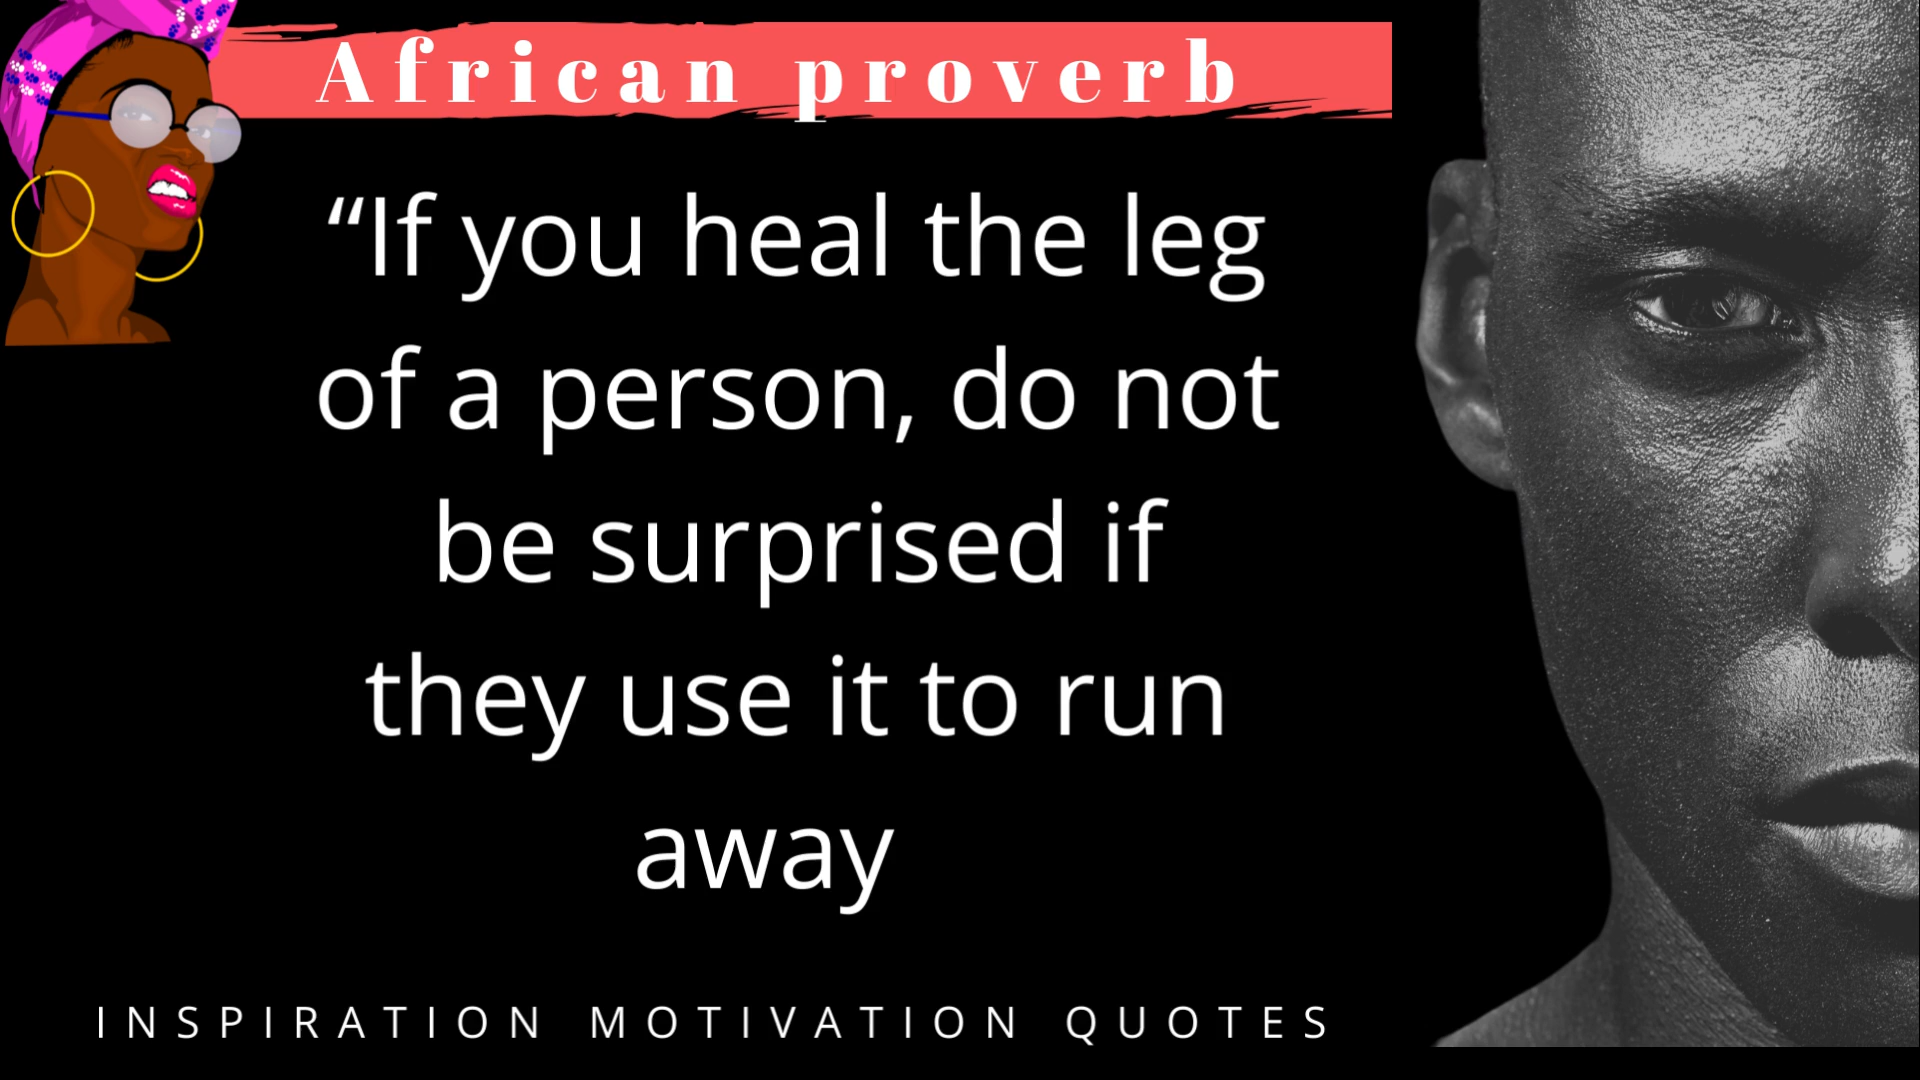 African proverb
“If you heal the leg
of a person, do not
be surprised if
they use it to run
away
INSPIRATION MOTIVATION QUOTES